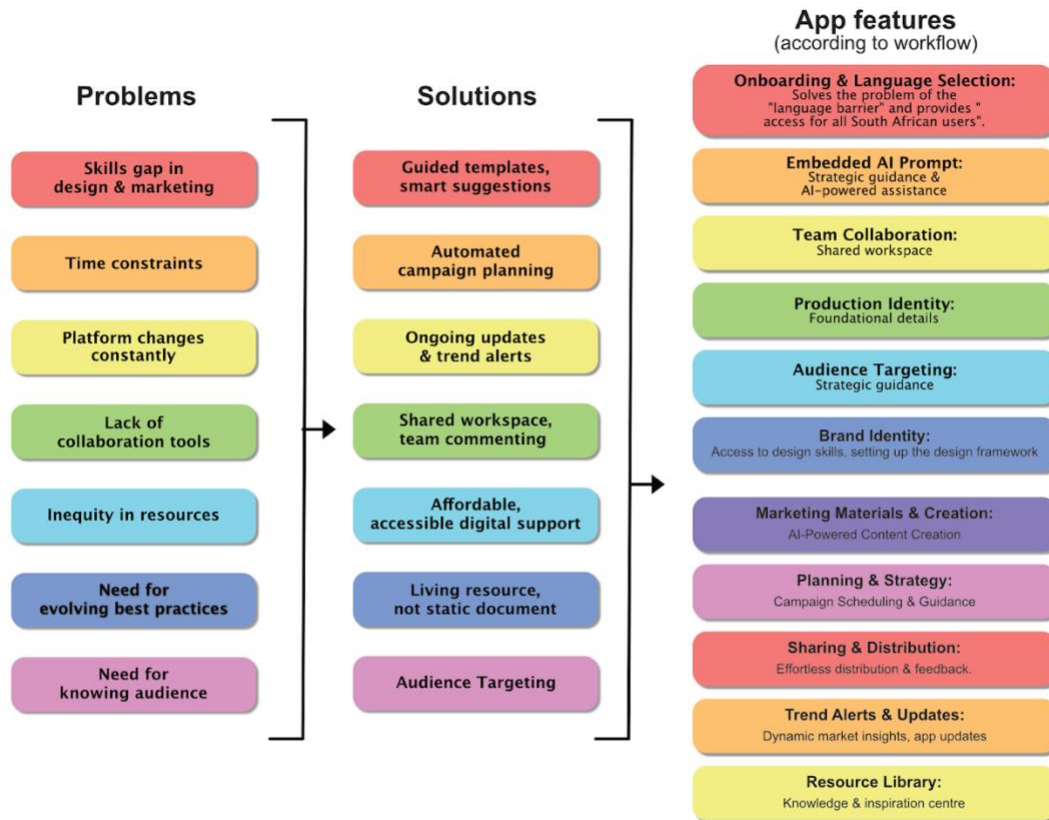 Problems
Skills gap in
design & marketing
Time constraints
Platform changes
constantly
Lack of
collaboration tools
Inequity in resources
Need for
evolving best practices
Need for
knowing audience
Solutions
Guided templates,
smart suggestions
Automated
campaign planning
Ongoing updates
& trend alerts
Shared workspace,
team commenting
Affordable,
accessible digital support
Living resource,
not static document
Audience Targeting
App features
(according to workflow)
Onboarding & Language Selection:
Solves the problem of the
"language barrier" and provides "
access for all South African users".
Embedded AI Prompt:
Strategic guidance &
AI-powered assistance
Team Collaboration:
Shared workspace
Production Identity:
Foundational details
Audience Targeting:
Strategic guidance
Brand Identity:
Access to design skills, setting up the design framework
Marketing Materials & Creation:
AI-Powered Content Creation
Planning & Strategy:
Campaign Scheduling & Guidance
Sharing & Distribution:
Effortless distribution & feedback.
Trend Alerts & Updates:
Dynamic market insights, app updates
Resource Library:
Knowledge & inspiration centre